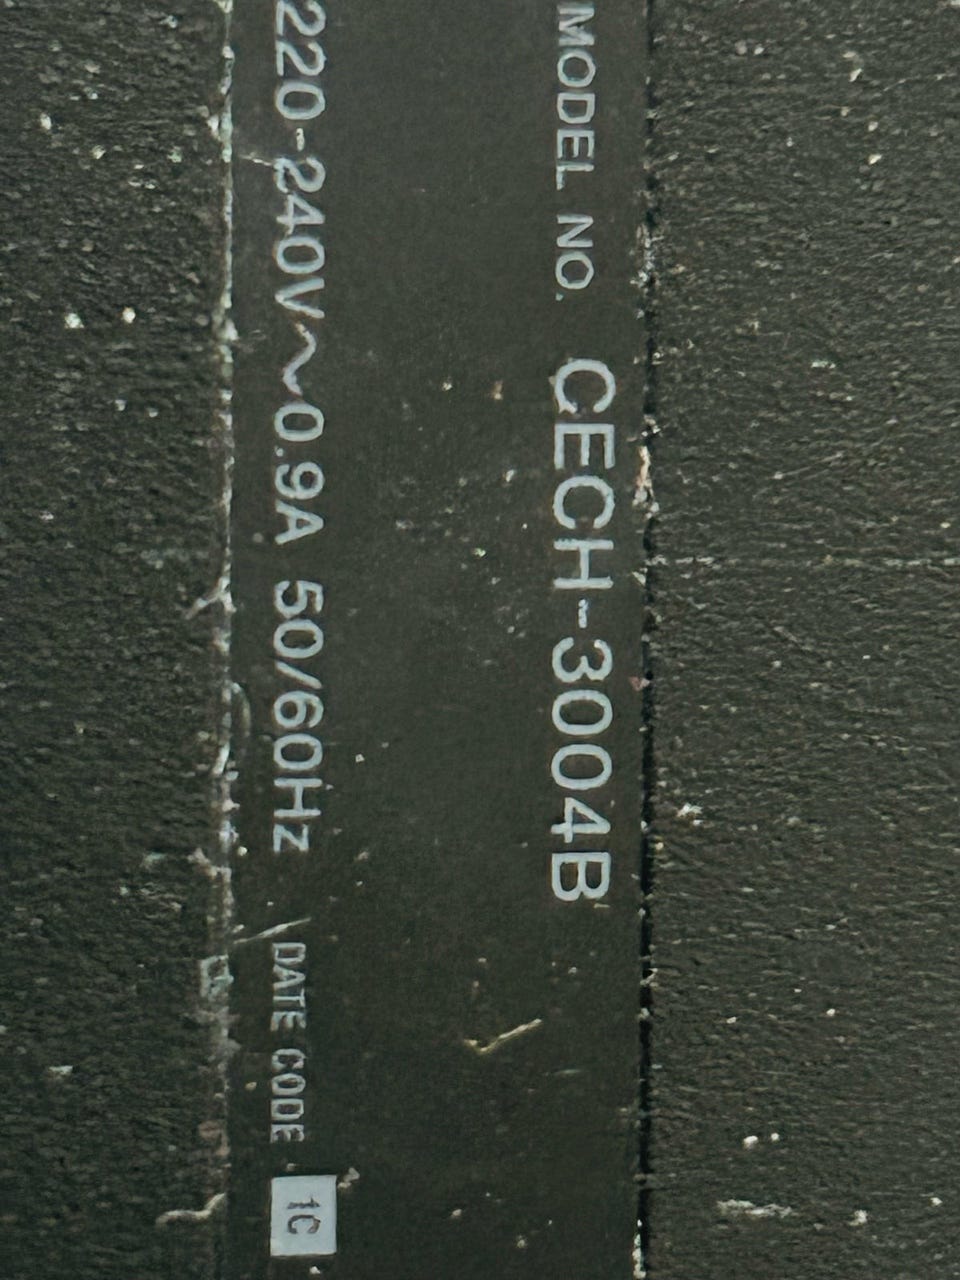 MODEL NO. CECH-3004B
220-240V~0.9A 50/60Hz DATE CODE 1C